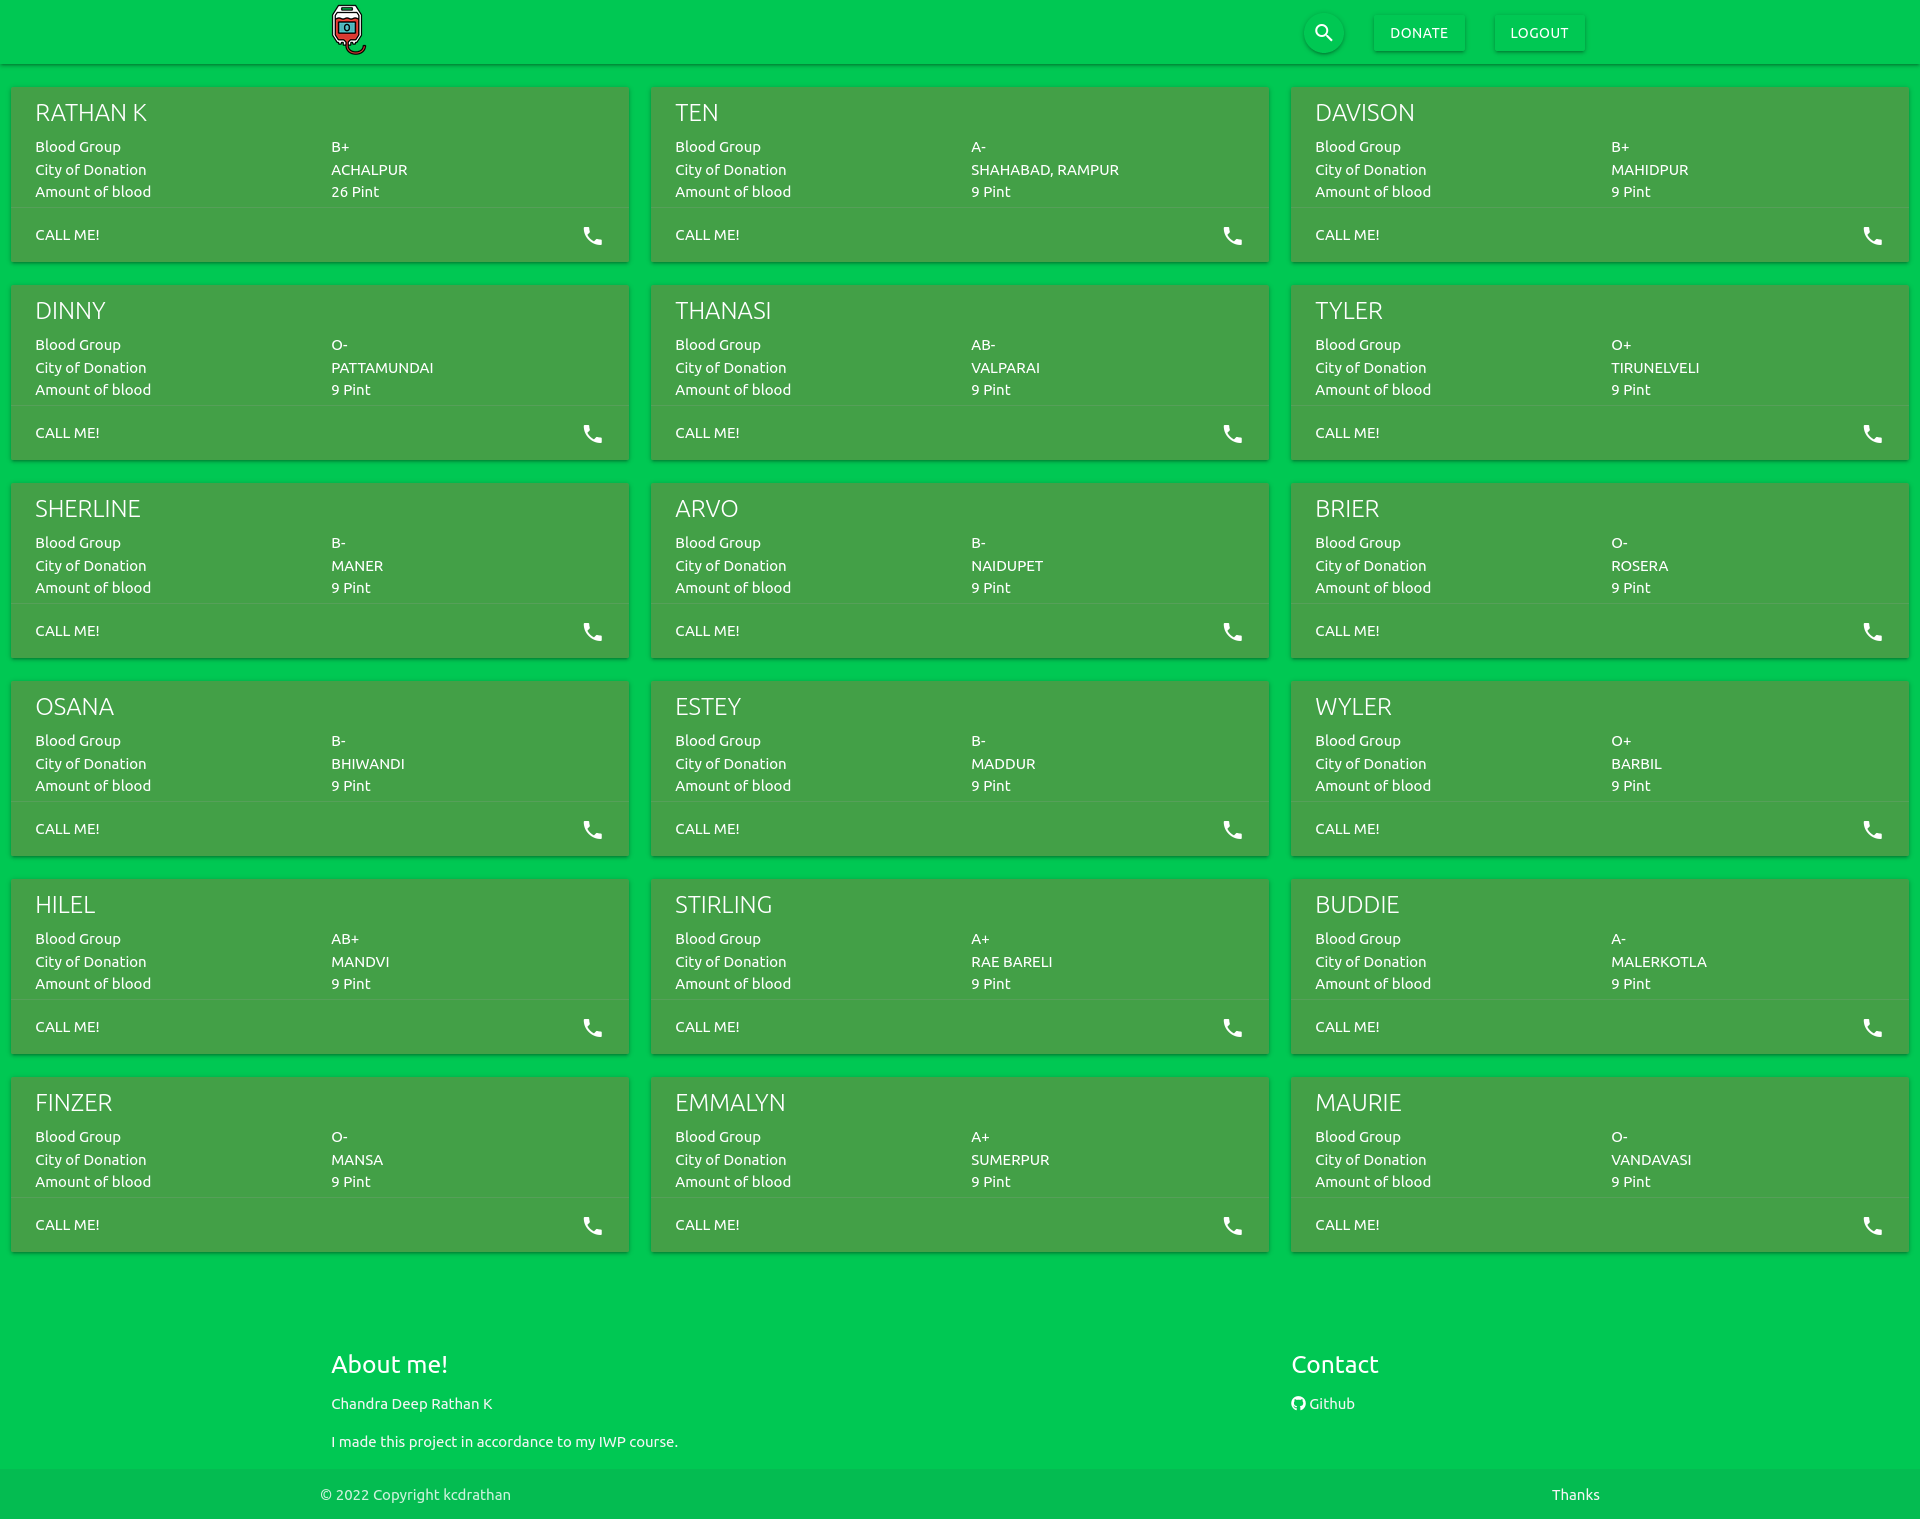 DONATE LOGOUT
RATHAN K
Blood Group B+
City of Donation ACHALPUR
Amount of blood 26 Pint
CALL ME!
TEN
Blood Group A-
City of Donation SHAHABAD, RAMPUR
Amount of blood 9 Pint
CALL ME!
DAVISON
Blood Group B+
City of Donation MAHIDPUR
Amount of blood 9 Pint
CALL ME!
DINNY
Blood Group O-
City of Donation PATTAMUNDAI
Amount of blood 9 Pint
CALL ME!
THANASI
Blood Group AB-
City of Donation VALPARAI
Amount of blood 9 Pint
CALL ME!
TYLER
Blood Group O+
City of Donation TIRUNELVELI
Amount of blood 9 Pint
CALL ME!
SHERLINE
Blood Group B-
City of Donation MANER
Amount of blood 9 Pint
CALL ME!
ARVO
Blood Group B-
City of Donation NAIDUPET
Amount of blood 9 Pint
CALL ME!
BRIER
Blood Group O-
City of Donation ROSERA
Amount of blood 9 Pint
CALL ME!
OSANA
Blood Group B-
City of Donation BHIWANDI
Amount of blood 9 Pint
CALL ME!
ESTEY
Blood Group B-
City of Donation MADDUR
Amount of blood 9 Pint
CALL ME!
WYLER
Blood Group O+
City of Donation BARBIL
Amount of blood 9 Pint
CALL ME!
HILEL
Blood Group AB+
City of Donation MANDVI
Amount of blood 9 Pint
CALL ME!
STIRLING
Blood Group A+
City of Donation RAE BARELI
Amount of blood 9 Pint
CALL ME!
BUDDIE
Blood Group A-
City of Donation MALERKOTLA
Amount of blood 9 Pint
CALL ME!
FINZER
Blood Group O-
City of Donation MANSA
Amount of blood 9 Pint
CALL ME!
EMMALYN
Blood Group A+
City of Donation SUMERPUR
Amount of blood 9 Pint
CALL ME!
MAURIE
Blood Group O-
City of Donation VANDAVASI
Amount of blood 9 Pint
CALL ME!
About me!
Chandra Deep Rathan K
I made this project in accordance to my IWP course.
Contact
Github
© 2022 Copyright kcdrathan
Thanks